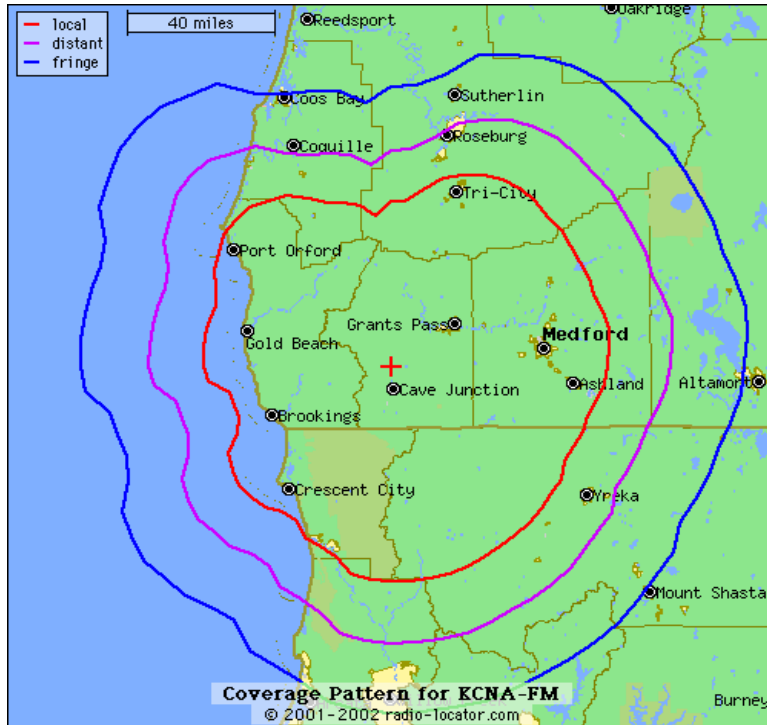 local
distant
fringe
40 miles
Reedsport
Oakridge
Coos Bay
Sutherlin
Coquille
Roseburg
Tri-City
Port Orford
Grants Pass
Gold Beach
Medford
Cave Junction
Ashland
Altamont
Brookings
Crescent City
Yreka
Mount Shasta
Burney
Coverage Pattern for KCNA-FM
© 2001-2002 radio-locator.com